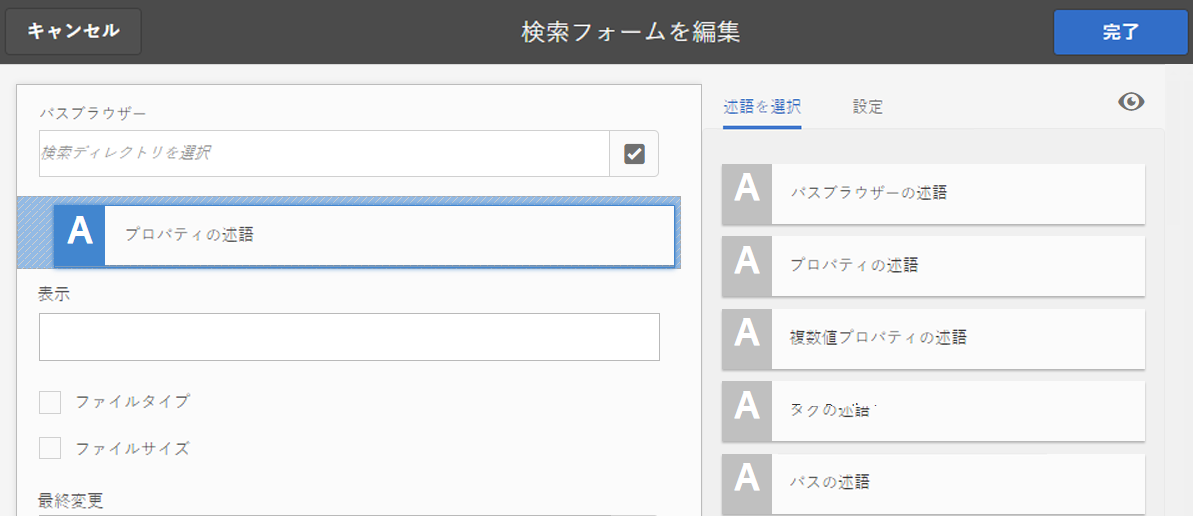 キャンセル
検索フォームを編集
完了
パスブラウザー
検索ディレクトリを選択
A プロパティの述語
表示
ファイルタイプ
ファイルサイズ
最終変更
述語を選択 設定
A パスブラウザーの述語
A プロパティの述語
A 複数値プロパティの述語
A タグの述語
A パスの述語